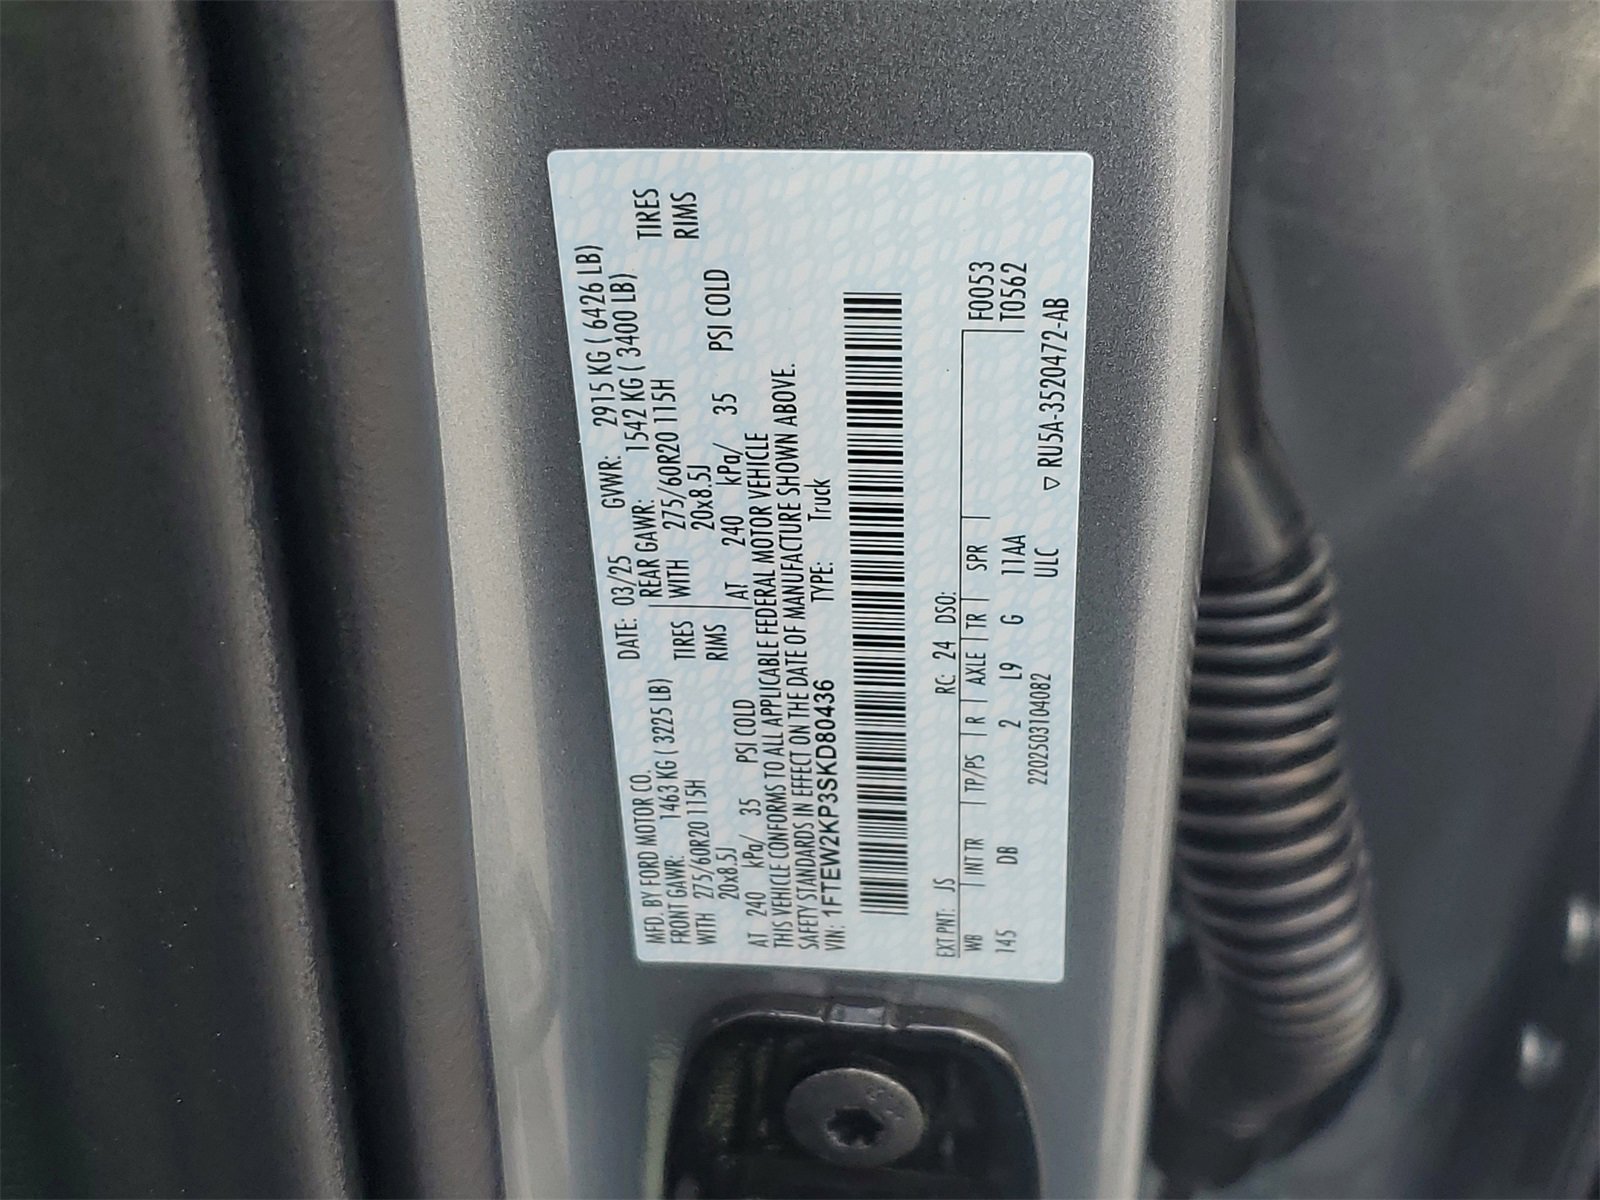 MFD. BY FORD MOTOR CO.
DATE: 03/25 GVWR: 2915 KG ( 6426 LB)
FRONT GAWR: 1463 KG ( 3225 LB)
REAR GAWR: 1542 KG ( 3400 LB)
WITH 275/60R20 115H TIRES
WITH 275/60R20 115H TIRES
20x8.5J RIMS
20x8.5J RIMS
AT 240 kPa/ 35 PSI COLD
AT 240 kPa/ 35 PSI COLD
THIS VEHICLE CONFORMS TO ALL APPLICABLE FEDERAL MOTOR VEHICLE
SAFETY STANDARDS IN EFFECT ON THE DATE OF MANUFACTURE SHOWN ABOVE.
VIN: 1FTEW2KP3SKD80436 TYPE: Truck
EXT PNT: JS RC: 24 DSO:
WB | INT TR | TP/PS | R | AXLE | TR | SPR | F0053
145 DB 2 L9 G 11AA T0562
220250310​4082 ULC ▽ RU5A-3520472-AB